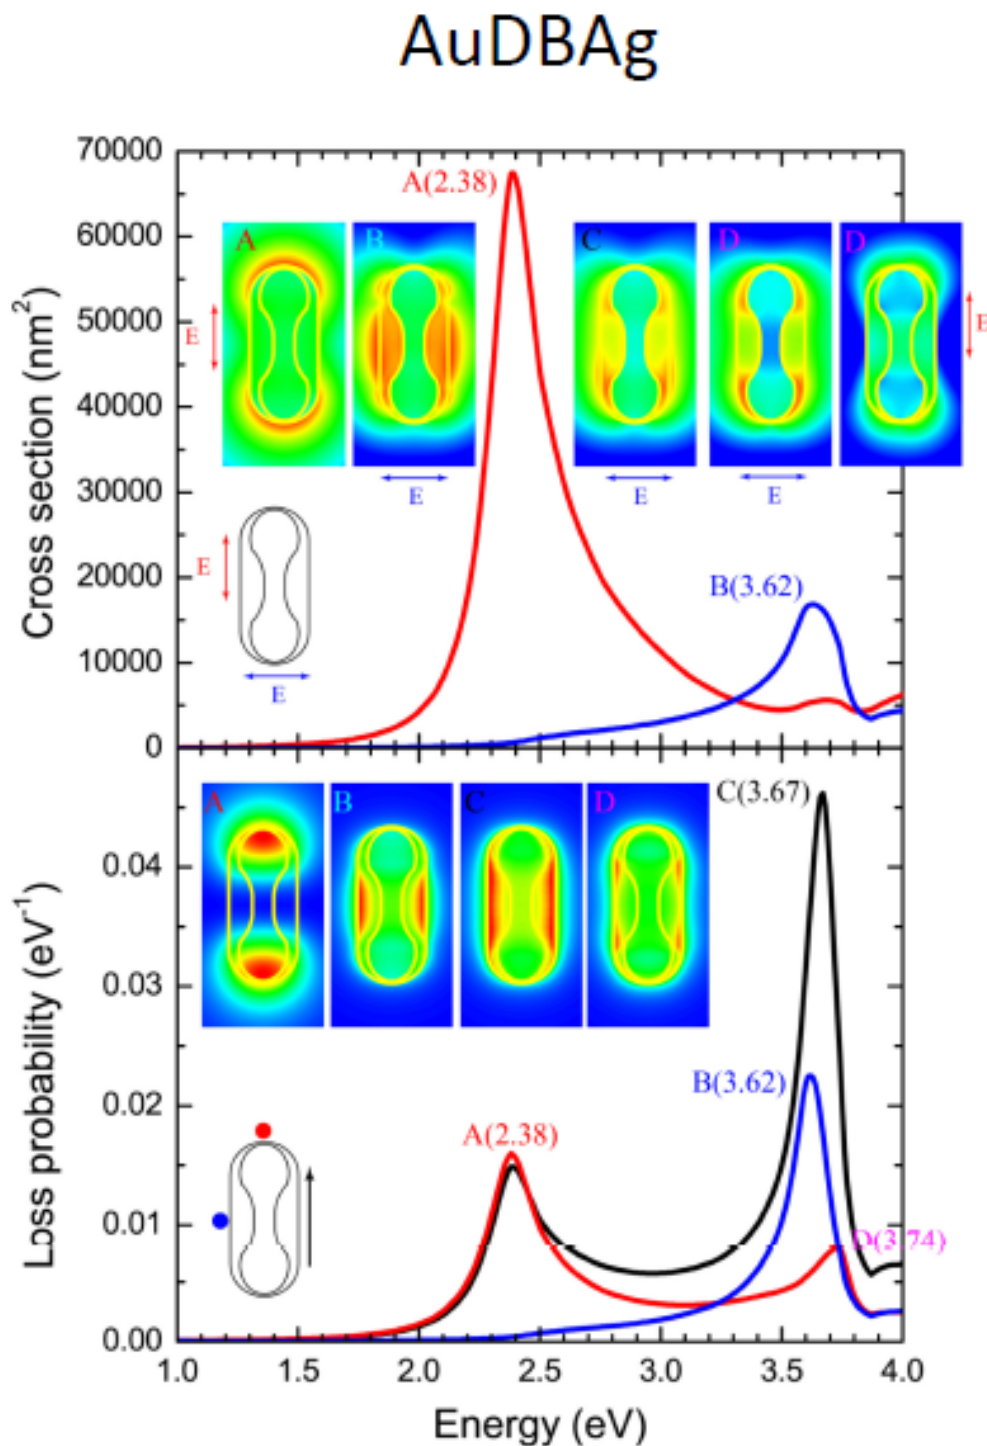 AuDBAg
70000
60000
50000
40000
30000
20000
10000
0
Cross section (nm²)
A(2.38)
A
B
C
D
D
E
E
E
E
E
E
E
B(3.62)
0.04
0.03
0.02
0.01
0.00
Loss probability (eV⁻¹)
A
B
C
D
C(3.67)
B(3.62)
A(2.38)
D(3.74)
1.0 1.5 2.0 2.5 3.0 3.5 4.0
Energy (eV)